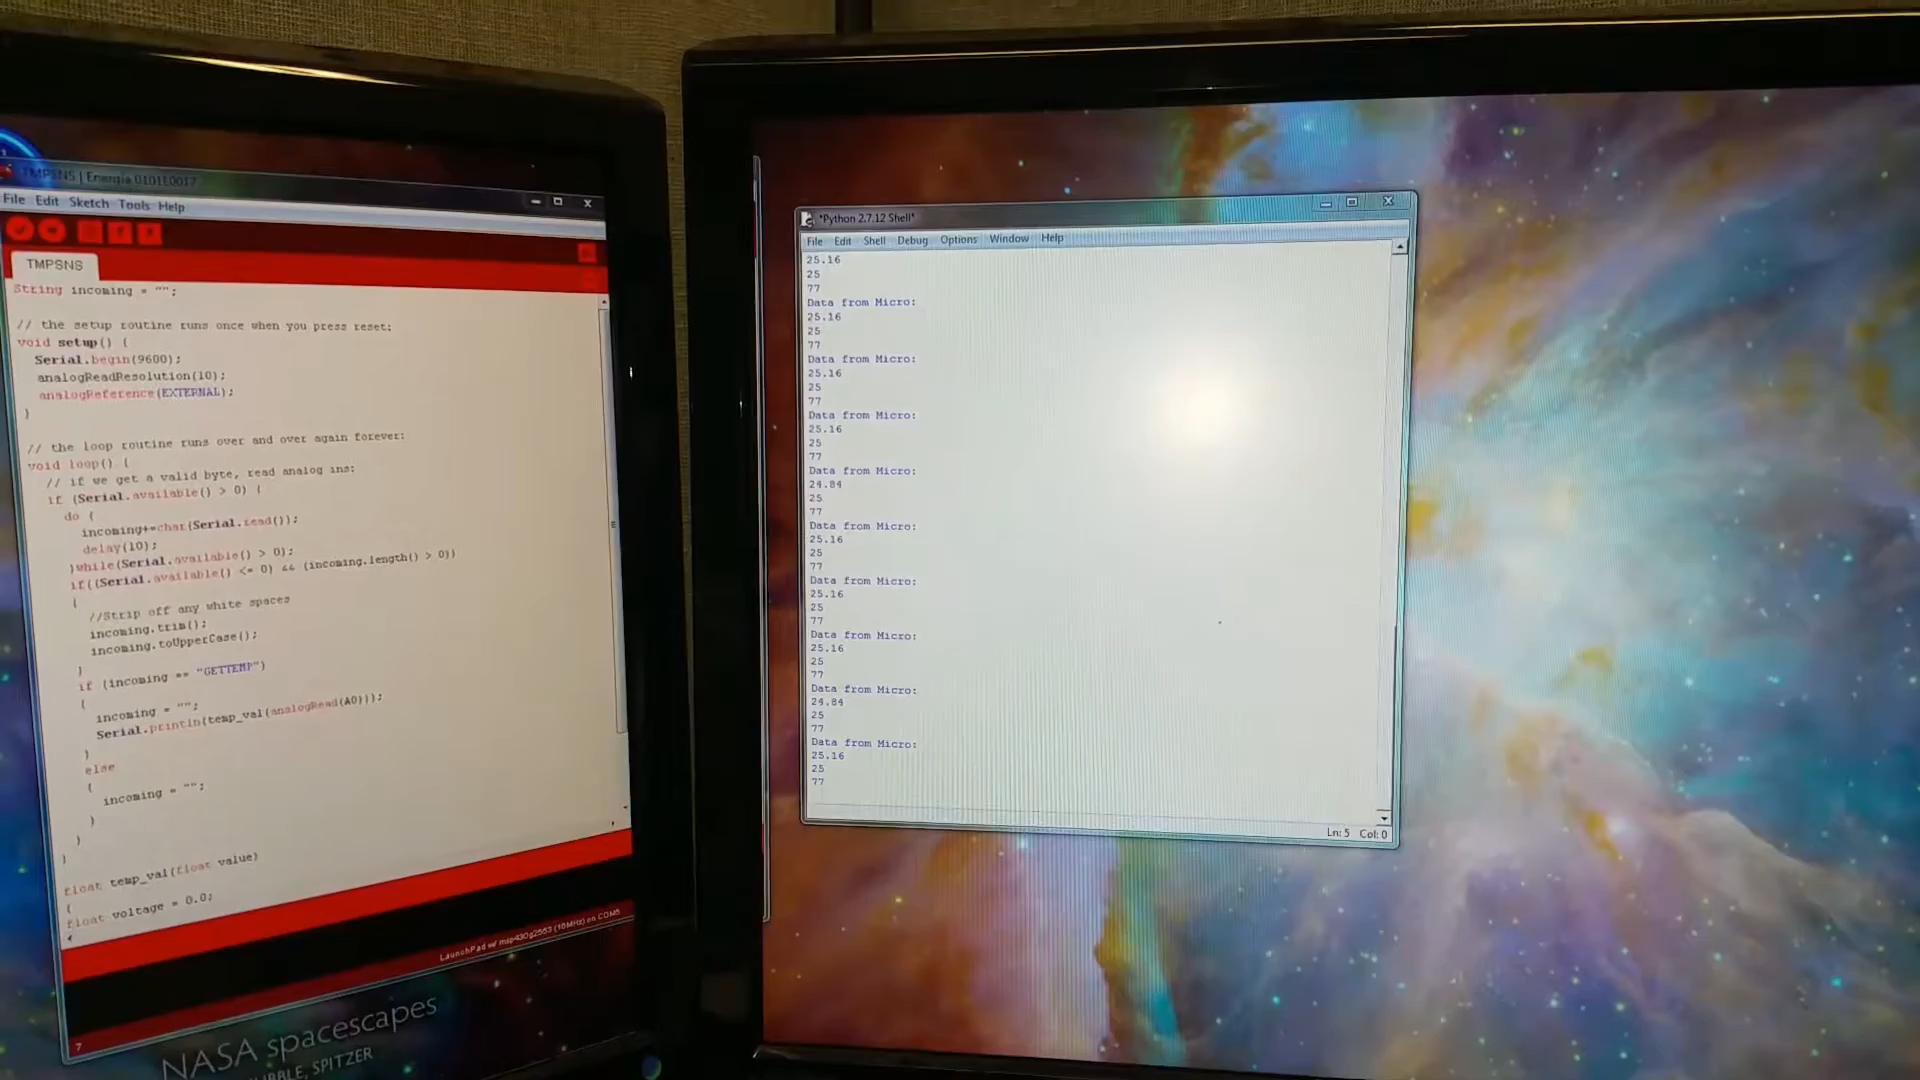 TMPSNS | Energia 0101E0017
File Edit Sketch Tools Help
TMPSNS
String incoming = "";
// the setup routine runs once when you press reset:
void setup() {
Serial.begin(9600);
analogReadResolution(10);
analogReference(EXTERNAL);
}
// the loop routine runs over and over again forever:
void loop() {
// if we get a valid byte, read analog ins:
if (Serial.available() > 0) {
do {
incoming+=char(Serial.read());
delay(10);
}while(Serial.available() > 0);
if((Serial.available() <= 0) && (incoming.length() > 0))
{
//Strip off any white spaces
incoming.trim();
incoming.toUpperCase();
}
if (incoming == "GETTEMP")
{
incoming = "";
Serial.println(temp_val(analogRead(A0)));
}
else
{
incoming = "";
}
}
}
float temp_val(float value)
{
float voltage = 0.0;
LaunchPad w/ msp430g2553 (16MHz) on COM5
7
NASA spacescapes
SPITZER
*Python 2.7.12 Shell*
File Edit Shell Debug Options Window Help
25.16
25
77
Data from Micro:
25.16
25
77
Data from Micro:
25.16
25
77
Data from Micro:
25.16
25
77
Data from Micro:
24.84
25
77
Data from Micro:
25.16
25
77
Data from Micro:
25.16
25
77
Data from Micro:
25.16
25
77
Data from Micro:
24.84
25
77
Data from Micro:
25.16
25
77
Ln: 5 Col: 0